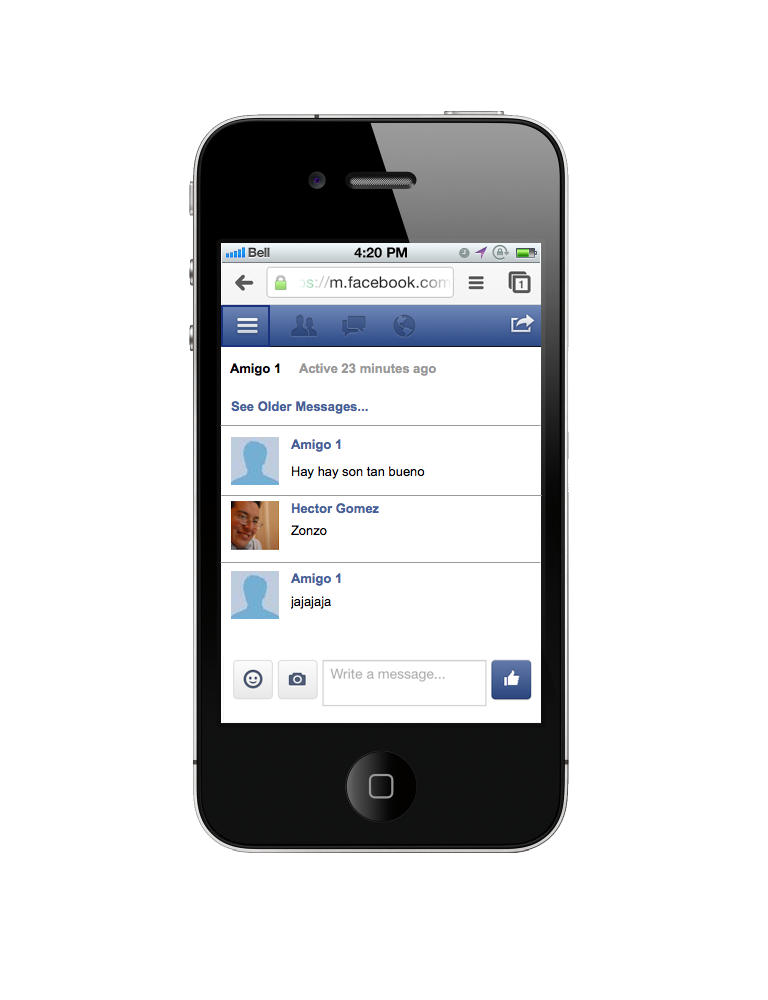 Bell 4:20 PM
ps://m.facebook.com 1
Amigo 1 Active 23 minutes ago
See Older Messages...
Amigo 1
Hay hay son tan bueno
Hector Gomez
Zonzo
Amigo 1
jajajaja
Write a message...